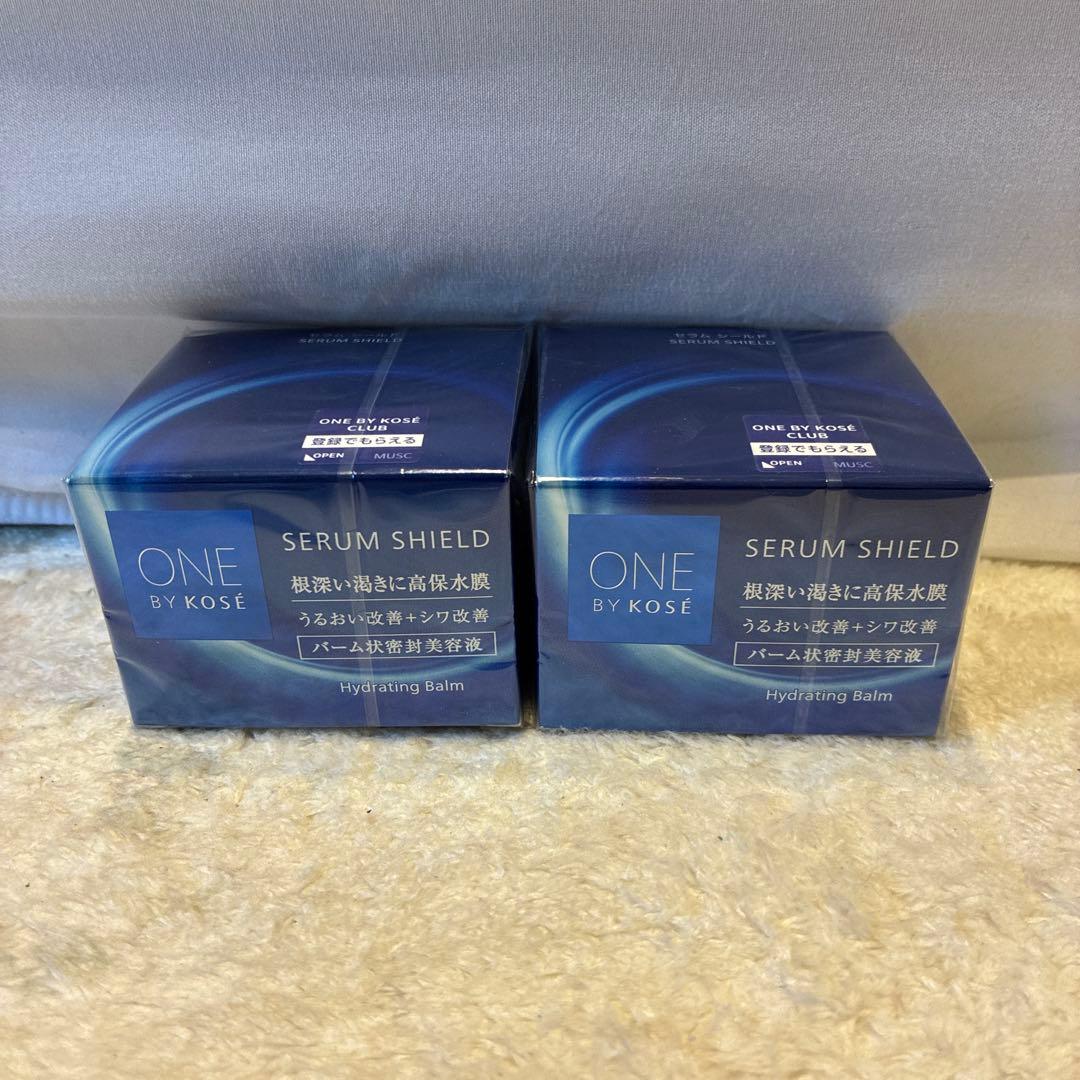 セラム シールド
SERUM SHIELD
ONE BY KOSÉ
CLUB
登録でもらえる
OPEN MUSC
ONE
BY KOSÉ
SERUM SHIELD
根深い渇きに高保水膜
うるおい改善+シワ改善
バーム状密封美容液
Hydrating Balm
セラム シールド
SERUM SHIELD
ONE BY KOSÉ
CLUB
登録でもらえる
OPEN MUSC
ONE
BY KOSÉ
SERUM SHIELD
根深い渇きに高保水膜
うるおい改善+シワ改善
バーム状密封美容液
Hydrating Balm